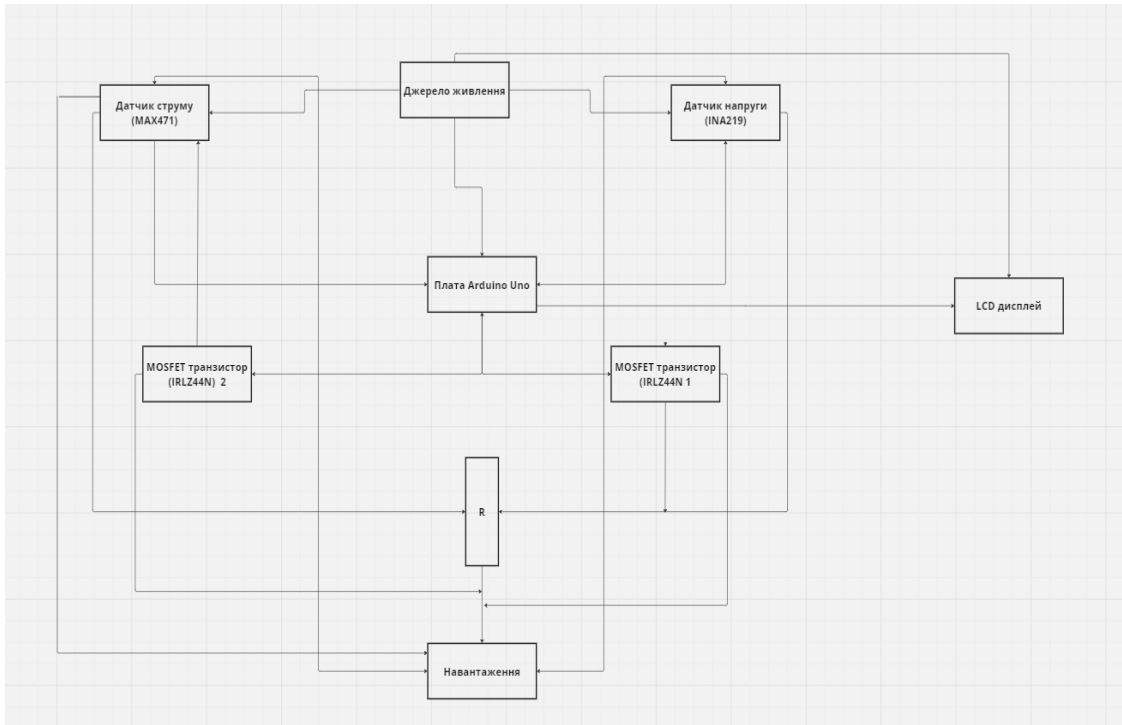 Джерело живлення
Датчик струму
(MAX471)
Датчик напруги
(INA219)
Плата Arduino Uno
LCD дисплей
MOSFET транзистор
(IRLZ44N) 2
MOSFET транзистор
(IRLZ44N 1
R
Навантаження